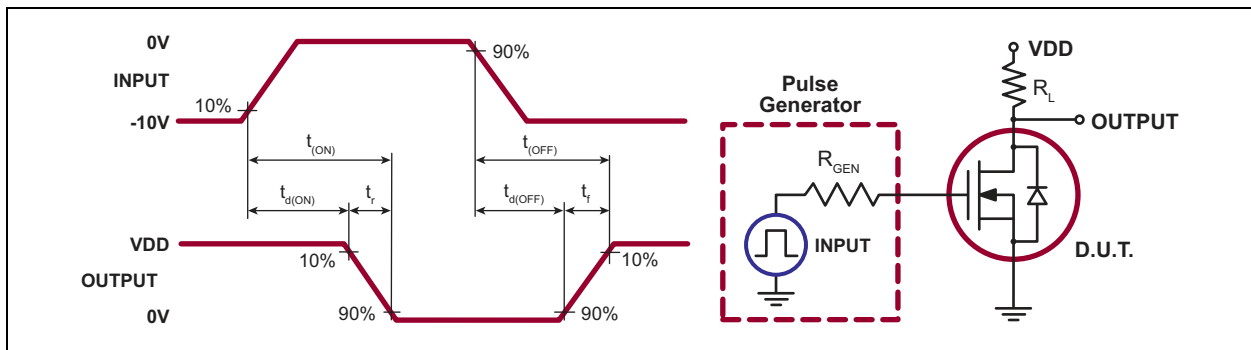 0V
INPUT
-10V
10%
90%
t(ON)
t(OFF)
td(ON)
tr
td(OFF)
tf
VDD
OUTPUT
0V
10%
90%
10%
90%
Pulse
Generator
RGEN
INPUT
VDD
RL
OUTPUT
D.U.T.